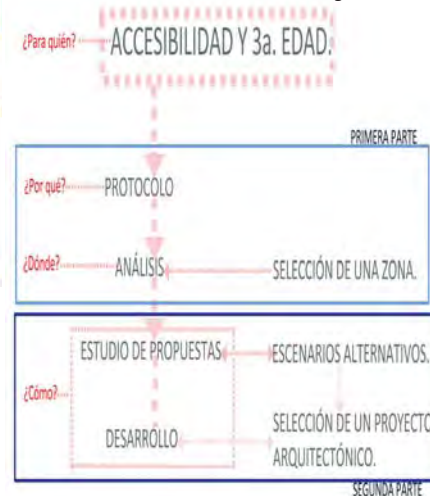 ¿Para quién? ACCESIBILIDAD Y 3a. EDAD.
PRIMERA PARTE
¿Por qué? PROTOCOLO
¿Dónde? ANÁLISIS SELECCIÓN DE UNA ZONA.
ESTUDIO DE PROPUESTAS ESCENARIOS ALTERNATIVOS.
¿Cómo?
DESARROLLO SELECCIÓN DE UN PROYECTO
ARQUITECTÓNICO.
SEGUNDA PARTE